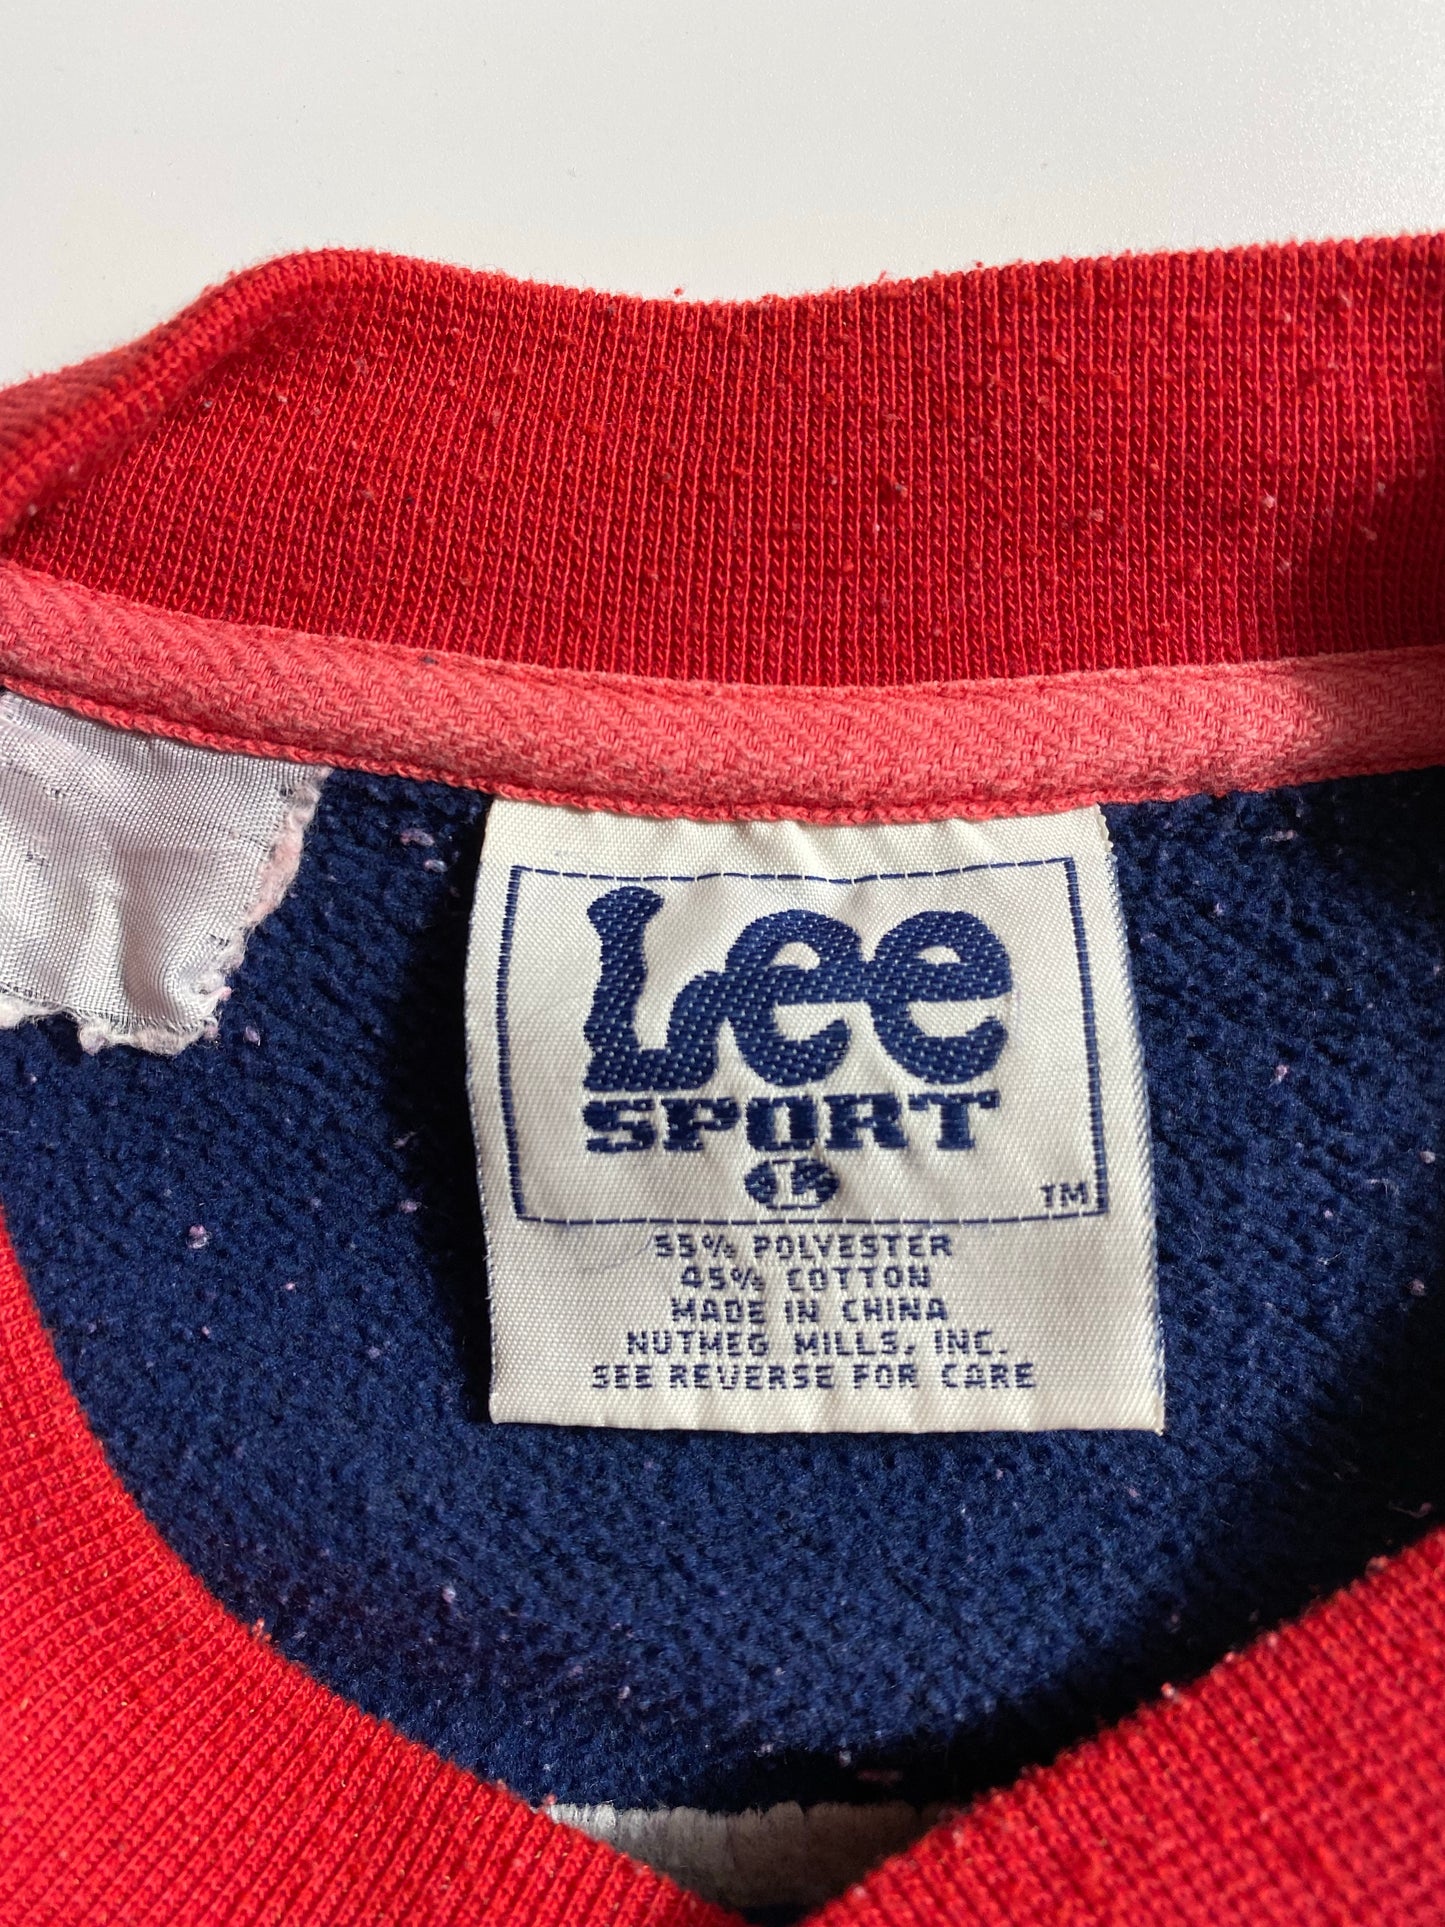 Lee
SPORT
L
TM
55% POLYESTER
45% COTTON
MADE IN CHINA
NUTMEG MILLS, INC.
SEE REVERSE FOR CARE